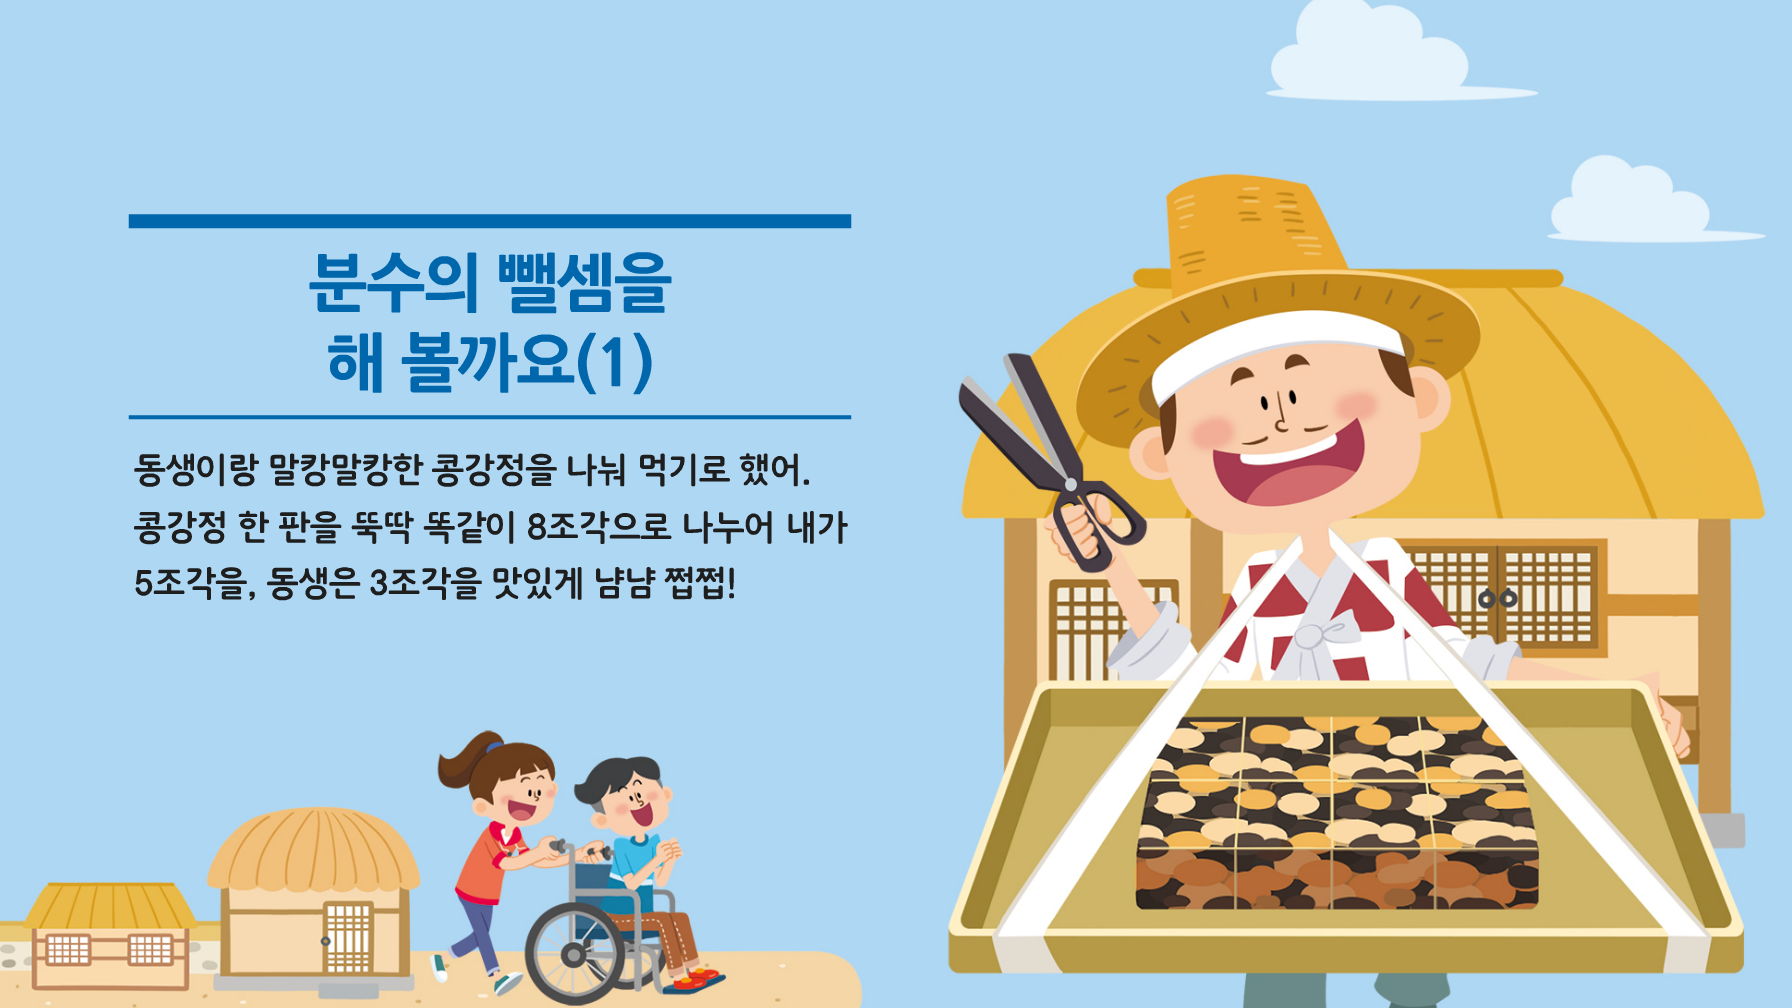 분수의 뺄셈을
해 볼까요(1)
동생이랑 말캉말캉한 콩강정을 나눠 먹기로 했어.
콩강정 한 판을 뚝딱 똑같이 8조각으로 나누어 내가
5조각을, 동생은 3조각을 맛있게 냠냠 쩝쩝!